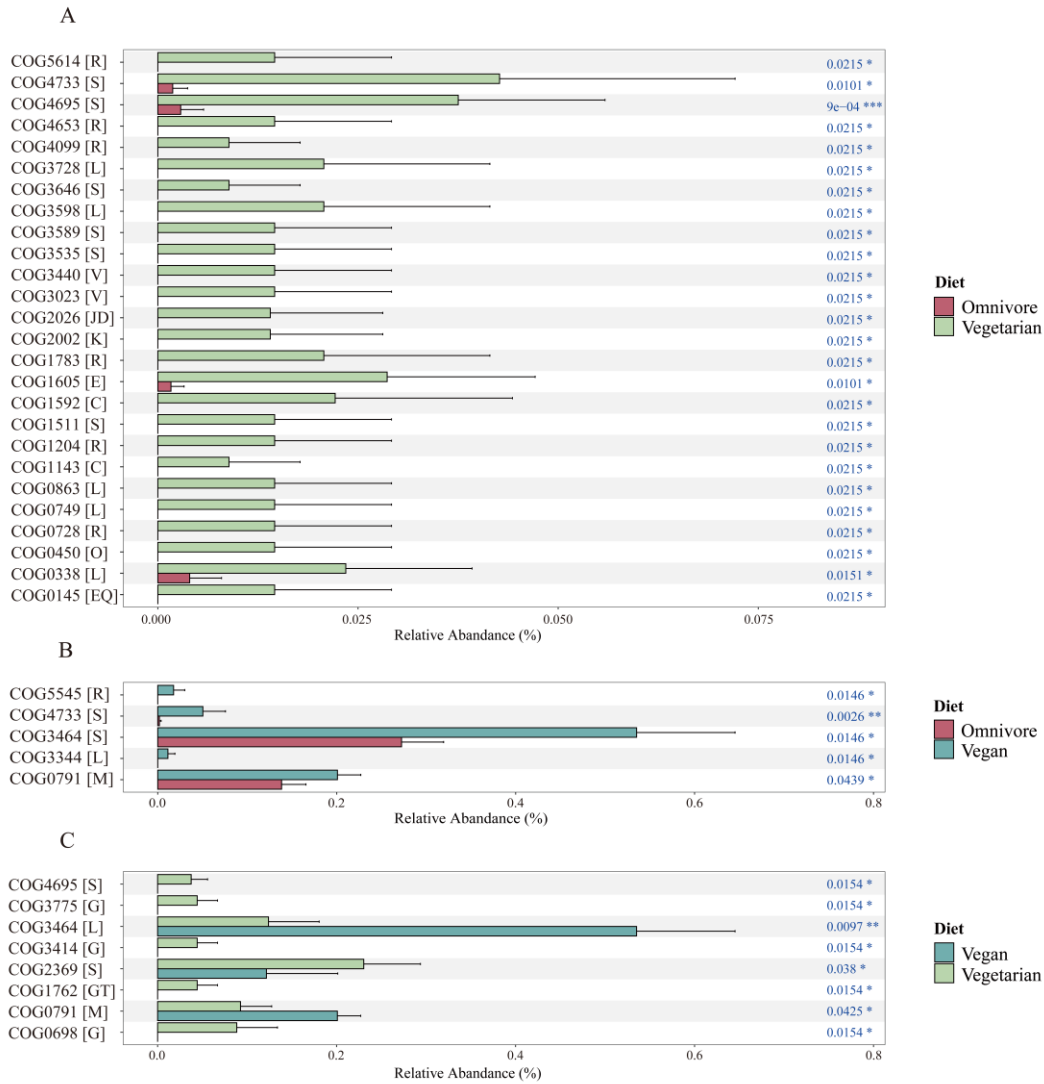 A
COG5614 [R] 0.0215 *
COG4733 [S] 0.0101 *
COG4695 [S] 9e−04 ***
COG4653 [R] 0.0215 *
COG4099 [R] 0.0215 *
COG3728 [L] 0.0215 *
COG3646 [S] 0.0215 *
COG3598 [L] 0.0215 *
COG3589 [S] 0.0215 *
COG3535 [S] 0.0215 *
COG3440 [V] 0.0215 *
COG3023 [V] 0.0215 *
COG2026 [JD] 0.0215 *
COG2002 [K] 0.0215 *
COG1783 [R] 0.0215 *
COG1605 [E] 0.0101 *
COG1592 [C] 0.0215 *
COG1511 [S] 0.0215 *
COG1204 [R] 0.0215 *
COG1143 [C] 0.0215 *
COG0863 [L] 0.0215 *
COG0749 [L] 0.0215 *
COG0728 [R] 0.0215 *
COG0450 [O] 0.0215 *
COG0338 [L] 0.0151 *
COG0145 [EQ] 0.0215 *
0.000 0.025 0.050 0.075
Relative Abandance (%)
Diet
Omnivore
Vegetarian
B
COG5545 [R] 0.0146 *
COG4733 [S] 0.0026 **
COG3464 [S] 0.0146 *
COG3344 [L] 0.0146 *
COG0791 [M] 0.0439 *
0.0 0.2 0.4 0.6 0.8
Relative Abandance (%)
Diet
Omnivore
Vegan
C
COG4695 [S] 0.0154 *
COG3775 [G] 0.0154 *
COG3464 [L] 0.0097 **
COG3414 [G] 0.0154 *
COG2369 [S] 0.038 *
COG1762 [GT] 0.0154 *
COG0791 [M] 0.0425 *
COG0698 [G] 0.0154 *
0.0 0.2 0.4 0.6 0.8
Relative Abandance (%)
Diet
Vegan
Vegetarian